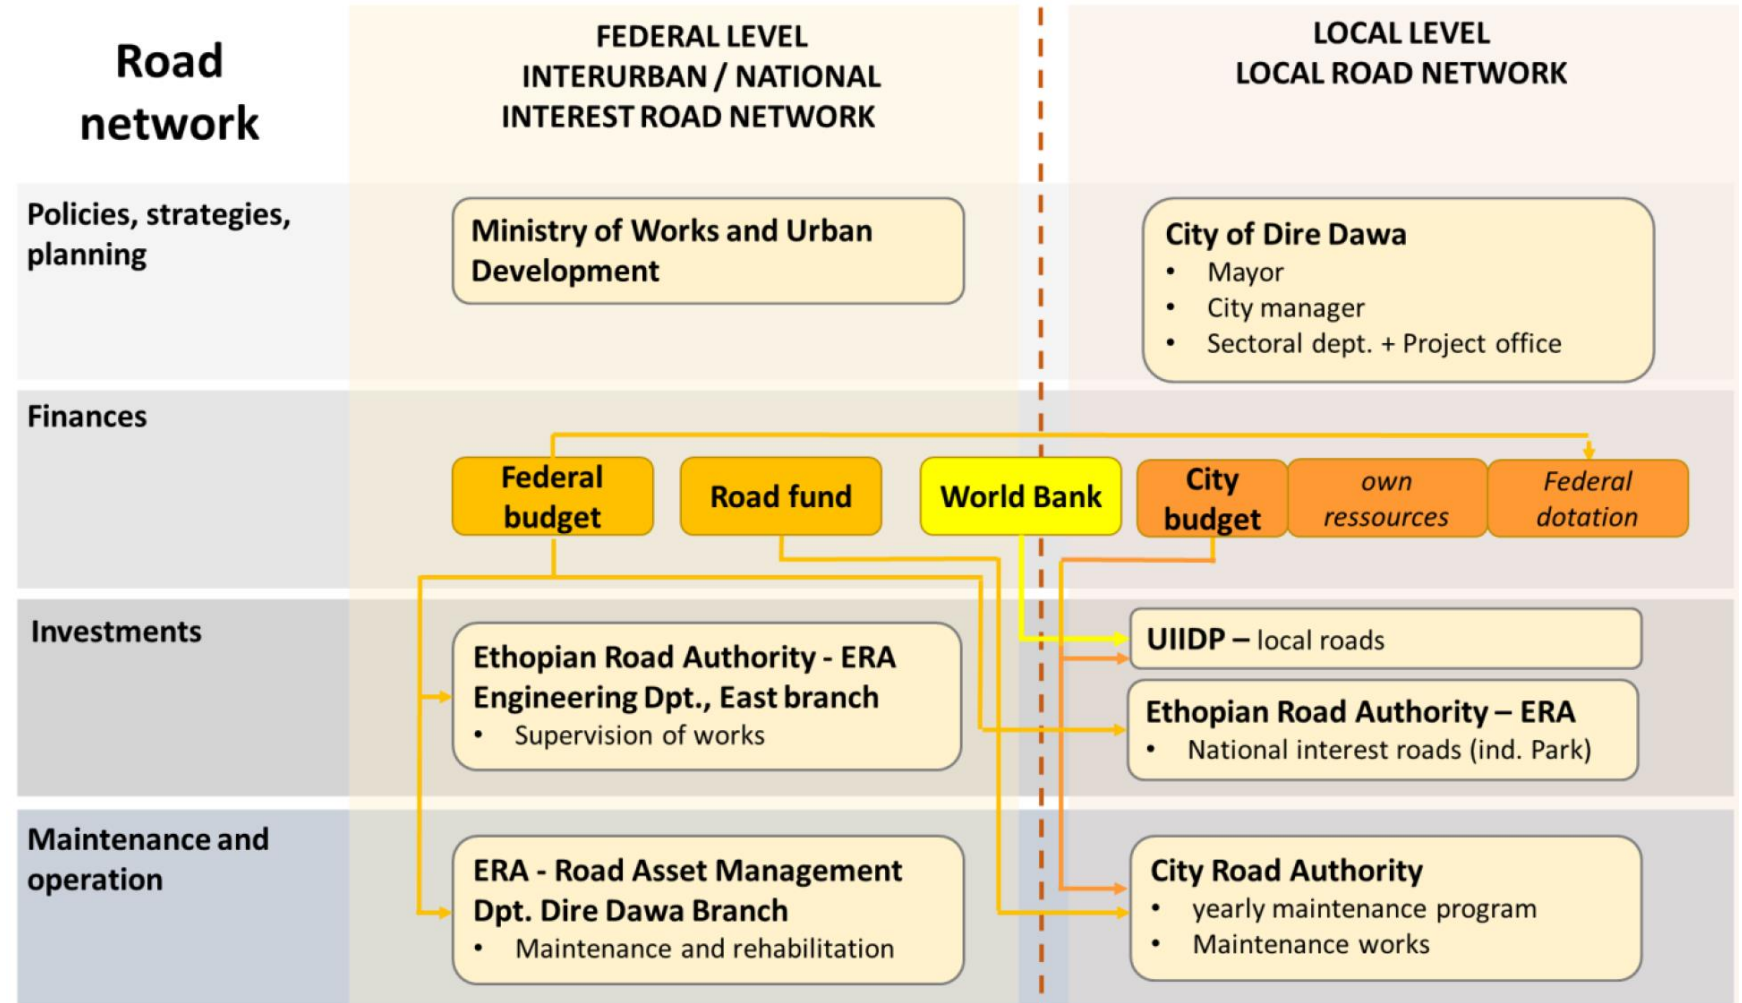 Road
network
FEDERAL LEVEL
INTERURBAN / NATIONAL
INTEREST ROAD NETWORK
LOCAL LEVEL
LOCAL ROAD NETWORK
Policies, strategies,
planning
Ministry of Works and Urban
Development
City of Dire Dawa
• Mayor
• City manager
• Sectoral dept. + Project office
Finances
Federal
budget
Road fund
World Bank
City
budget
own
ressources
Federal
dotation
Investments
Ethopian Road Authority - ERA
Engineering Dpt., East branch
• Supervision of works
UIIDP – local roads
Ethopian Road Authority – ERA
• National interest roads (ind. Park)
Maintenance and
operation
ERA - Road Asset Management
Dpt. Dire Dawa Branch
• Maintenance and rehabilitation
City Road Authority
• yearly maintenance program
• Maintenance works